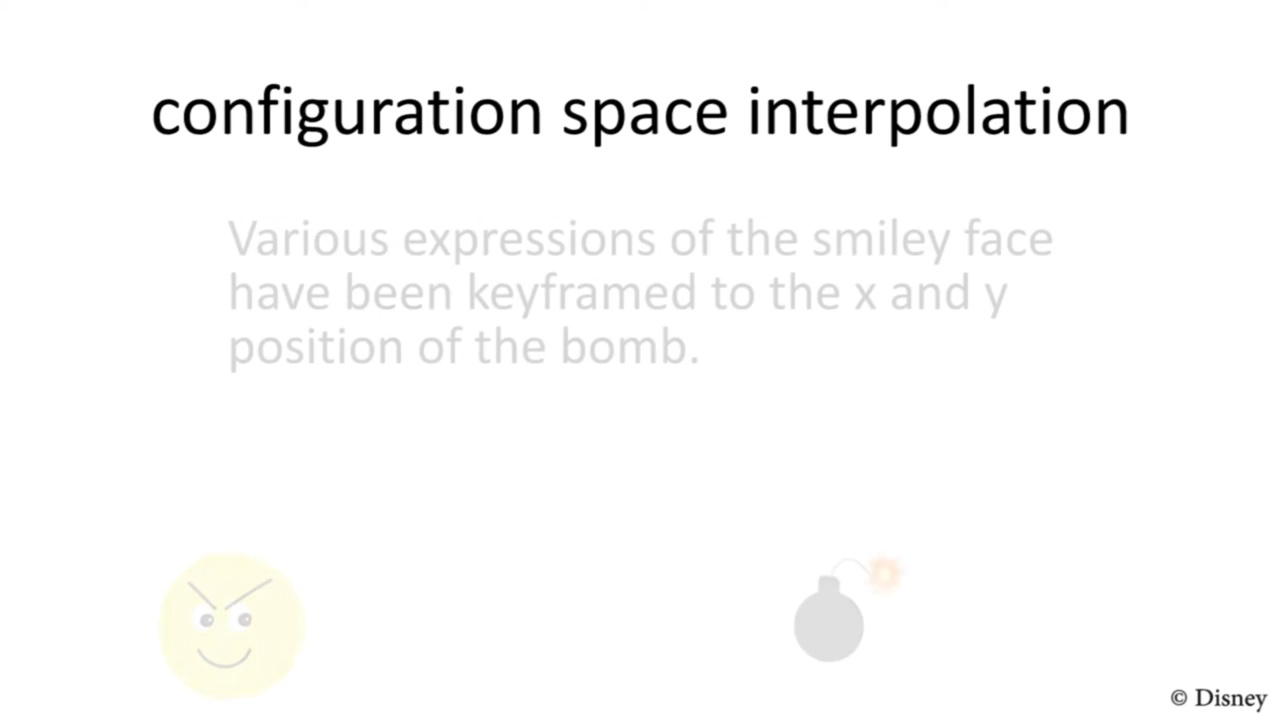 configuration space interpolation
Various expressions of the smiley face
have been keyframed to the x and y
position of the bomb.
© Disney